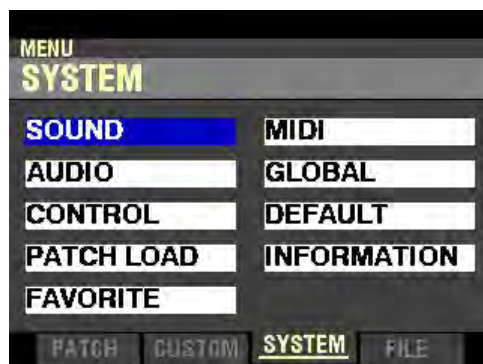 MENU
SYSTEM
SOUND
MIDI
AUDIO
GLOBAL
CONTROL
DEFAULT
PATCH LOAD
INFORMATION
FAVORITE
PATCH
CUSTOM
SYSTEM
FILE